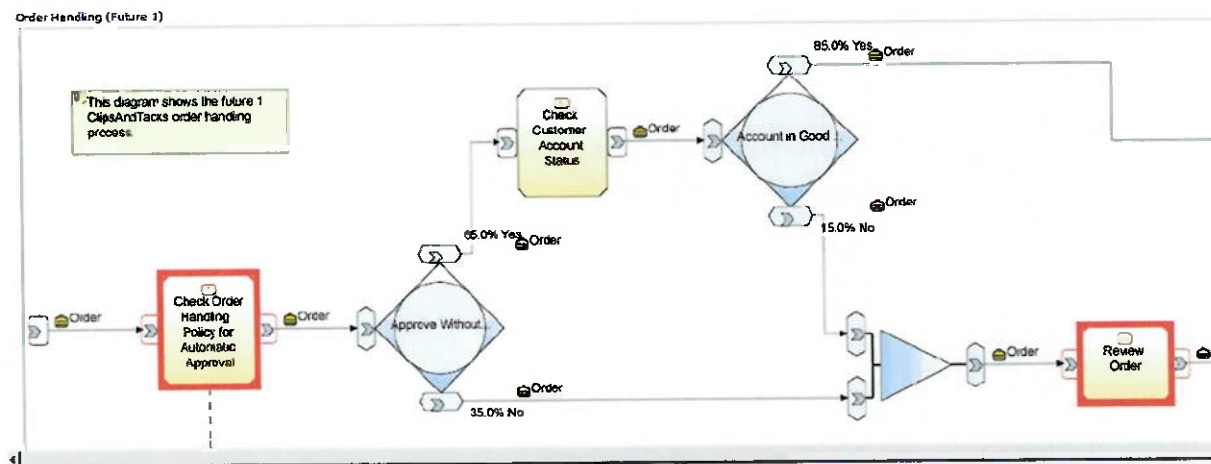 Order Handling (Future 1)
This diagram shows the future 1
ClipsAndTacks order handing
process.
85.0% Yes
Order
Check
Customer
Account
Status
Order
Account in Good ...
Order
15.0% No
65.0% Yes
Order
Order
Check Order
Handling
Policy for
Automatic
Approval
Order
Approve Without...
Order
35.0% No
Order
Review
Order